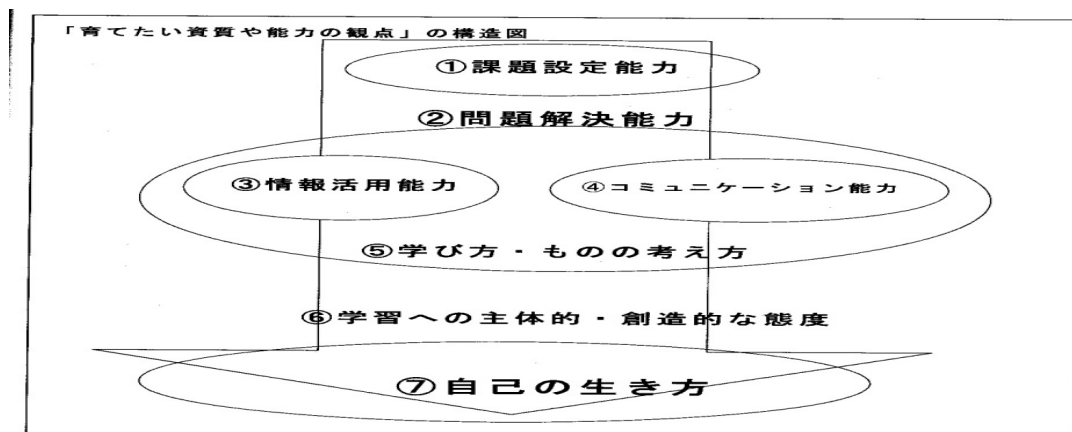 「育てたい資質や能力の観点」の構造図
①課題設定能力
②問題解決能力
③情報活用能力
④コミュニケーション能力
⑤学び方・ものの考え方
⑥学習への主体的・創造的な態度
⑦自己の生き方